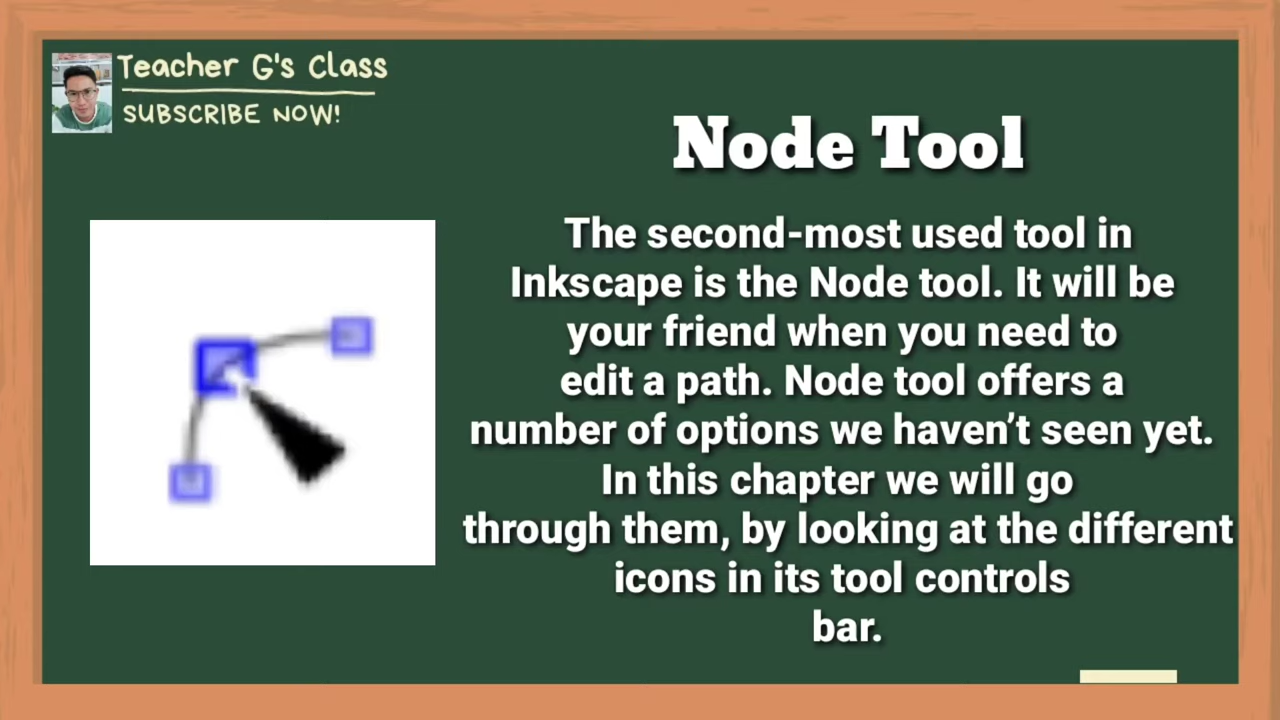 Teacher G's Class
SUBSCRIBE NOW!
Node Tool
The second-most used tool in
Inkscape is the Node tool. It will be
your friend when you need to
edit a path. Node tool offers a
number of options we haven’t seen yet.
In this chapter we will go
through them, by looking at the different
icons in its tool controls
bar.